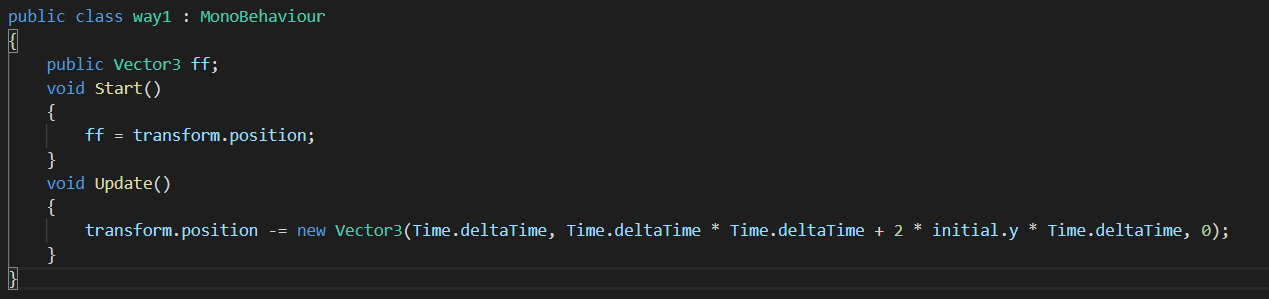 public class way1 : MonoBehaviour
{
    public Vector3 ff;
    void Start()
    {
        ff = transform.position;
    }
    void Update()
    {
        transform.position -= new Vector3(Time.deltaTime, Time.deltaTime * Time.deltaTime + 2 * initial.y * Time.deltaTime, 0);
    }
}